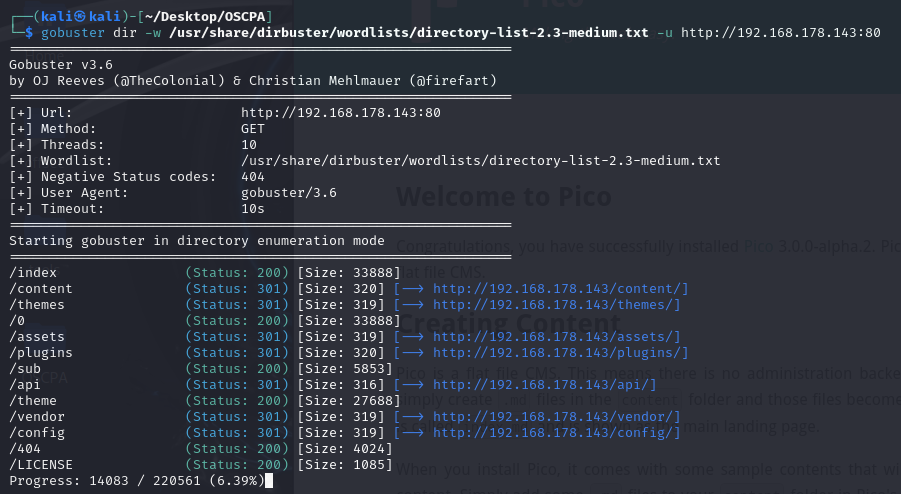 Pico
(kali㉿kali)-[~/Desktop/OSCPA]
$ gobuster dir -w /usr/share/dirbuster/wordlists/directory-list-2.3-medium.txt -u http://192.168.178.143:80
===============================================================
Gobuster v3.6
by OJ Reeves (@TheColonial) & Christian Mehlmauer (@firefart)
===============================================================
[+] Url: http://192.168.178.143:80
[+] Method: GET
[+] Threads: 10
[+] Wordlist: /usr/share/dirbuster/wordlists/directory-list-2.3-medium.txt
[+] Negative Status codes: 404
[+] User Agent: gobuster/3.6
[+] Timeout: 10s
===============================================================
Starting gobuster in directory enumeration mode
===============================================================
/index (Status: 200) [Size: 33888]
/content (Status: 301) [Size: 320] [--> http://192.168.178.143/content/]
/themes (Status: 301) [Size: 319] [--> http://192.168.178.143/themes/]
/0 (Status: 200) [Size: 33888]
/assets (Status: 301) [Size: 319] [--> http://192.168.178.143/assets/]
/plugins (Status: 301) [Size: 320] [--> http://192.168.178.143/plugins/]
/sub (Status: 200) [Size: 5853]
/api (Status: 301) [Size: 316] [--> http://192.168.178.143/api/]
/theme (Status: 200) [Size: 27688]
/vendor (Status: 301) [Size: 319] [--> http://192.168.178.143/vendor/]
/config (Status: 301) [Size: 319] [--> http://192.168.178.143/config/]
/404 (Status: 200) [Size: 4024]
/LICENSE (Status: 200) [Size: 1085]
Progress: 14083 / 220561 (6.39%)
Welcome to Pico
Congratulations, you have successfully installed Pico 3.0.0-alpha.2. Pic
flat file CMS.
Creating Content
Pico is a flat file CMS. This means there is no administration backe
simply create .md files in the content folder and those files become
main landing page.
When you install Pico, it comes with some sample contents that wi